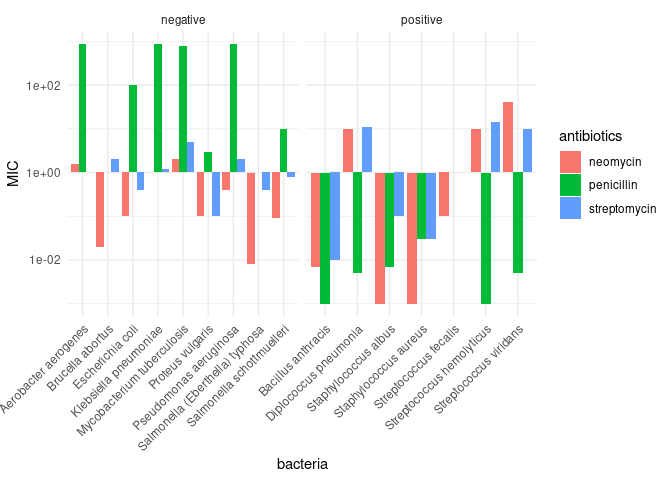 negative
positive
MIC
1e+02
1e+00
1e-02
antibiotics
neomycin
penicillin
streptomycin
Aerobacter aerogenes
Brucella abortus
Escherichia coli
Klebsiella pneumoniae
Mycobacterium tuberculosis
Proteus vulgaris
Pseudomonas aeruginosa
Salmonella (Eberthella) typhosa
Salmonella schottmuelleri
Bacillus anthracis
Diplococcus pneumonia
Staphylococcus albus
Staphylococcus aureus
Streptococcus fecalis
Streptococcus hemolyticus
Streptococcus viridans
bacteria